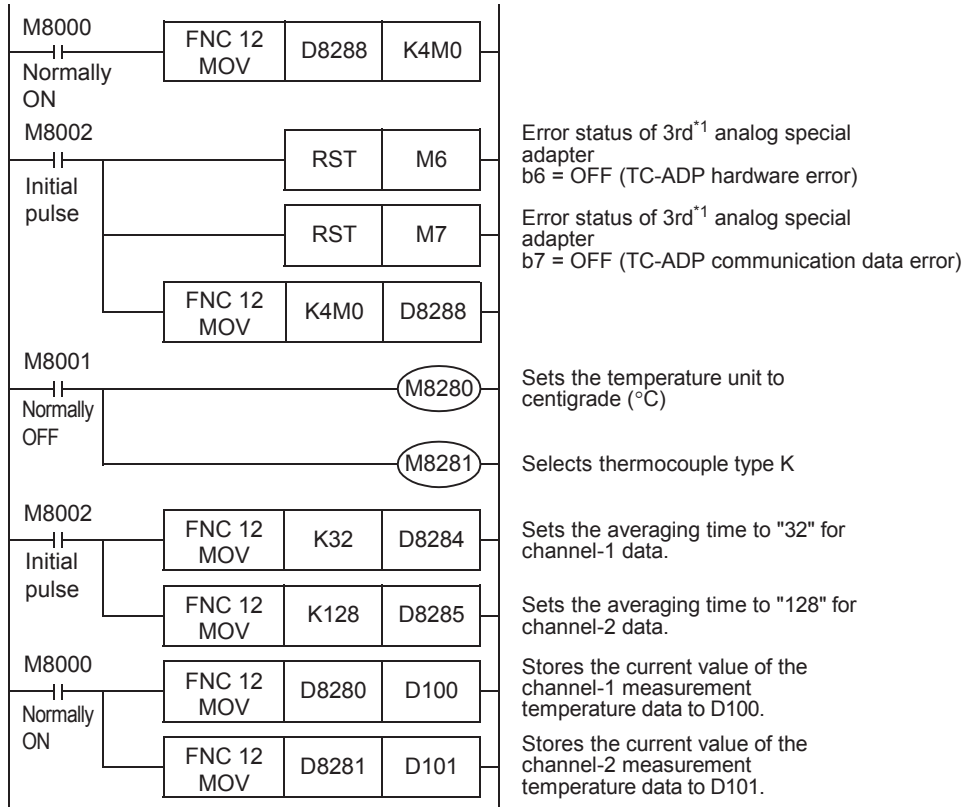 M8000
FNC 12
MOV
D8288
K4M0
Normally
ON
M8002
RST
M6
Error status of 3rd*1 analog special
adapter
b6 = OFF (TC-ADP hardware error)
Initial
pulse
RST
M7
Error status of 3rd*1 analog special
adapter
b7 = OFF (TC-ADP communication data error)
FNC 12
MOV
K4M0
D8288
M8001
M8280
Sets the temperature unit to
centigrade (°C)
Normally
OFF
M8281
Selects thermocouple type K
M8002
FNC 12
MOV
K32
D8284
Sets the averaging time to "32" for
channel-1 data.
Initial
pulse
FNC 12
MOV
K128
D8285
Sets the averaging time to "128" for
channel-2 data.
M8000
FNC 12
MOV
D8280
D100
Stores the current value of the
channel-1 measurement
temperature data to D100.
Normally
ON
FNC 12
MOV
D8281
D101
Stores the current value of the
channel-2 measurement
temperature data to D101.